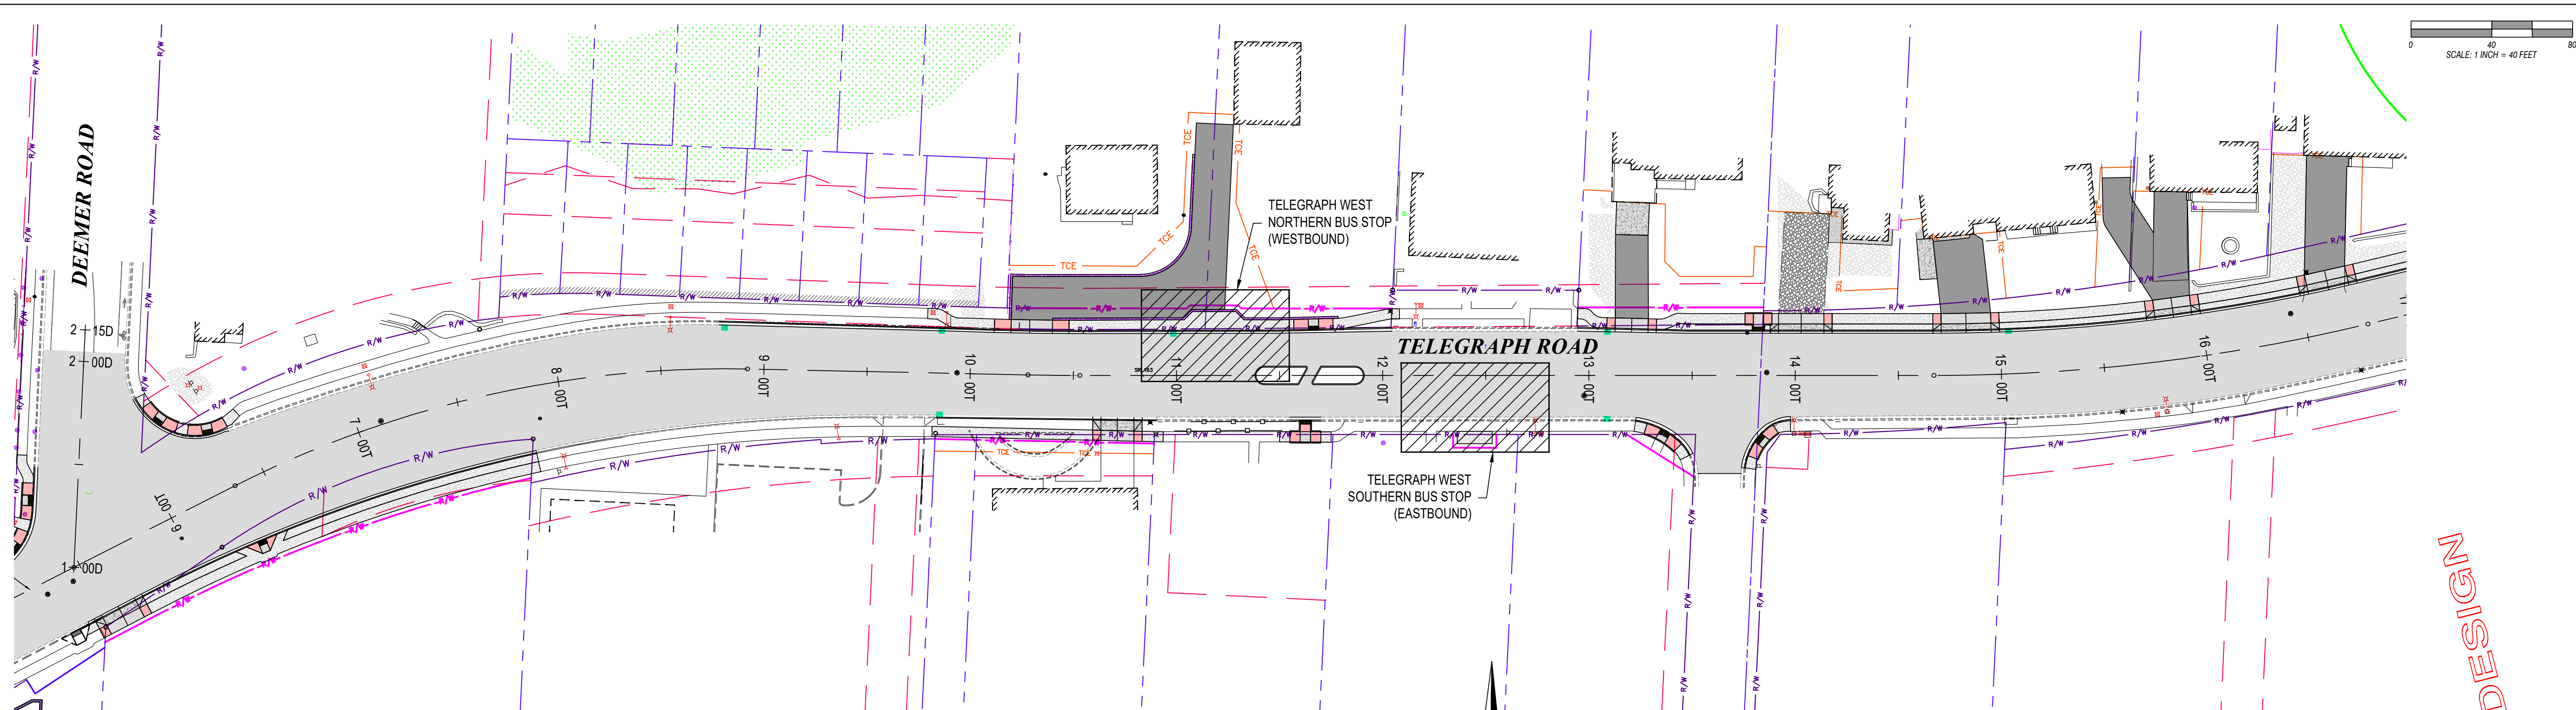 0 40 80
SCALE: 1 INCH = 40 FEET
DEEMER ROAD
TELEGRAPH WEST
NORTHERN BUS STOP
(WESTBOUND)
TELEGRAPH ROAD
TELEGRAPH WEST
SOUTHERN BUS STOP
(EASTBOUND)
2+15D
2+00D
1+00D
6+00T
7+00T
8+00T
9+00T
10+00T
11+00T
12+00T
13+00T
14+00T
15+00T
16+00T
R/W
R/W
R/W
R/W
R/W
R/W
R/W
R/W
R/W
R/W
TCE
TCE
TCE
TCE
TCE
TCE
TCE
TCE
TCE
DESIGN